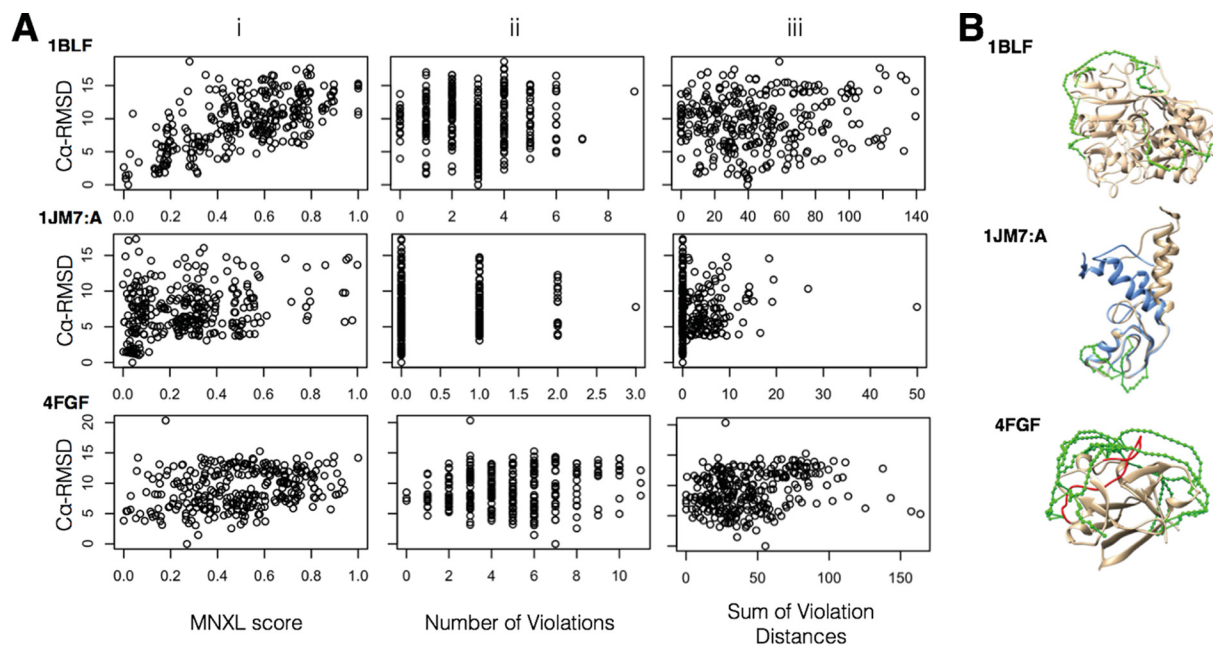 A
i
ii
iii
B
1BLF
Cα-RMSD
0 5 10 15
0.0 0.2 0.4 0.6 0.8 1.0
0 2 4 6 8
0 20 40 60 80 100 120 140
1BLF
1JM7:A
Cα-RMSD
0 5 10 15
0.0 0.2 0.4 0.6 0.8 1.0
0.0 0.5 1.0 1.5 2.0 2.5 3.0
0 10 20 30 40 50
1JM7:A
4FGF
Cα-RMSD
0 5 10 15 20
0.0 0.2 0.4 0.6 0.8 1.0
0 2 4 6 8 10
0 50 100 150
4FGF
MNXL score
Number of Violations
Sum of Violation
Distances